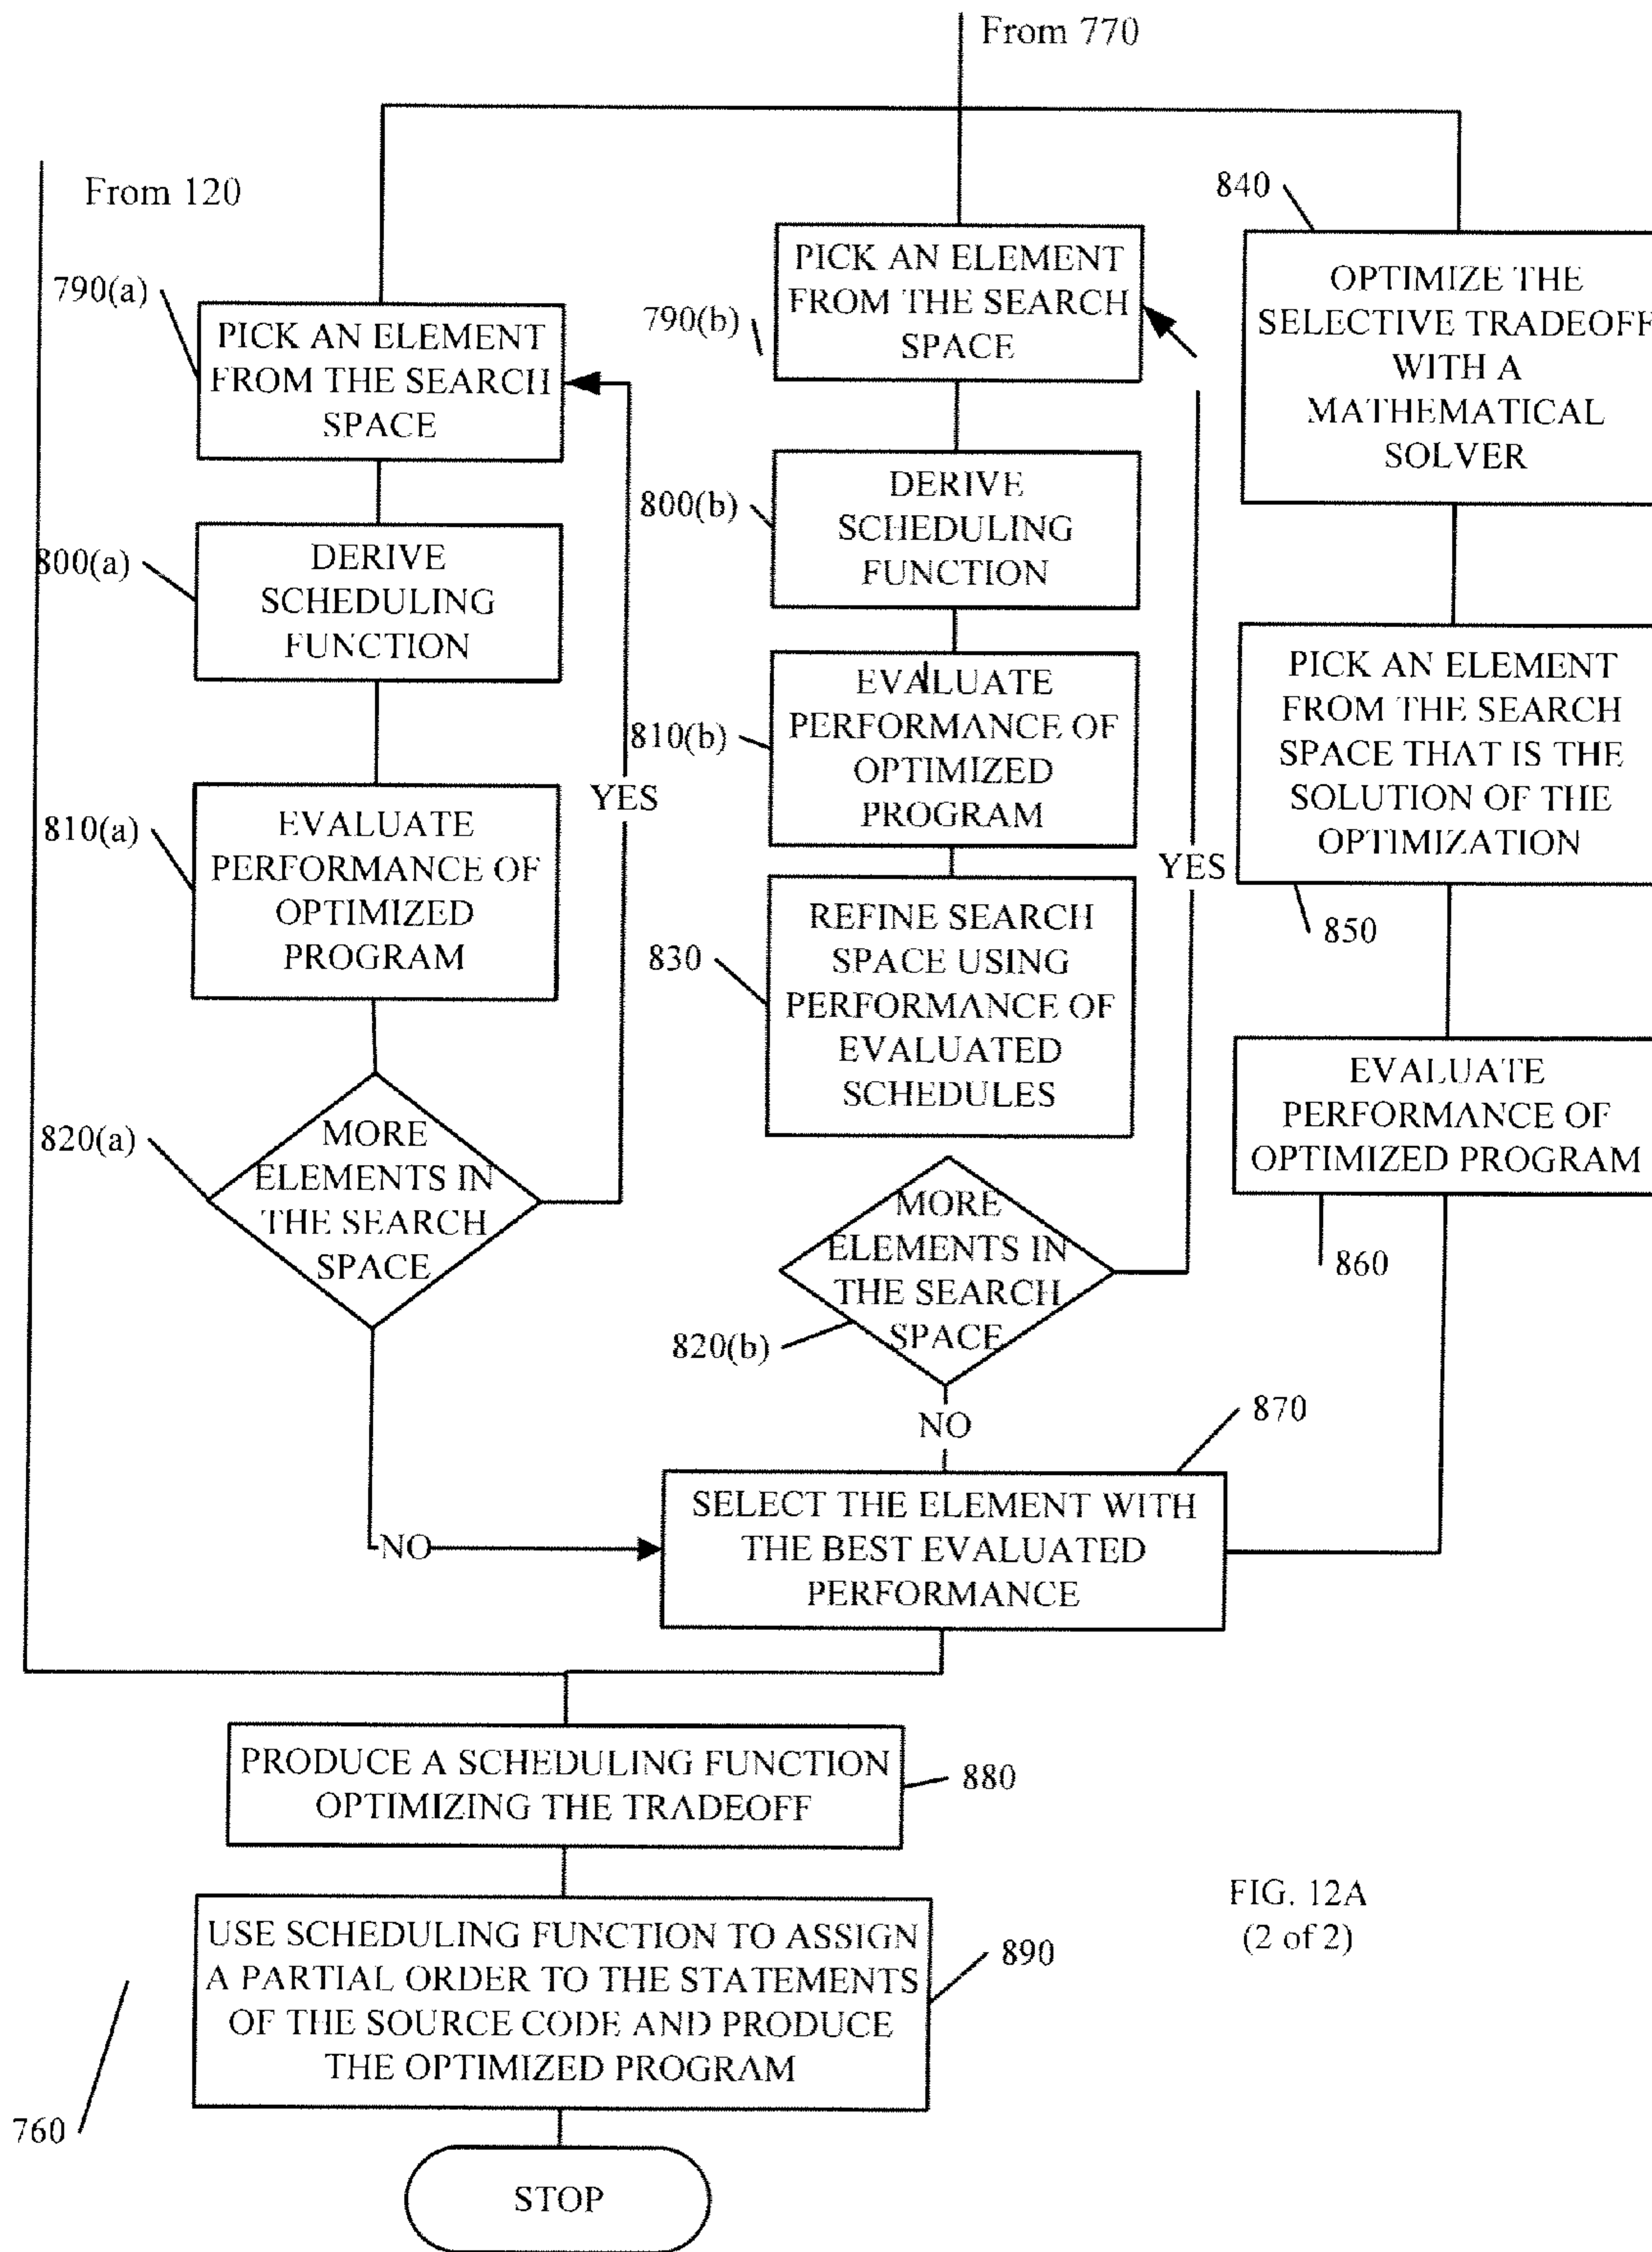 From 770
From 120
790(a)
PICK AN ELEMENT
FROM THE SEARCH
SPACE
800(a)
DERIVE
SCHEDULING
FUNCTION
810(a)
EVALUATE
PERFORMANCE OF
OPTIMIZED
PROGRAM
YES
820(a)
MORE
ELEMENTS IN
THE SEARCH
SPACE
NO
790(b)
PICK AN ELEMENT
FROM THE SEARCH
SPACE
800(b)
DERIVE
SCHEDULING
FUNCTION
810(b)
EVALUATE
PERFORMANCE OF
OPTIMIZED
PROGRAM
830
REFINE SEARCH
SPACE USING
PERFORMANCE OF
EVALUATED
SCHEDULES
YES
820(b)
MORE
ELEMENTS IN
THE SEARCH
SPACE
NO
840
OPTIMIZE THE
SELECTIVE TRADEOFF
WITH A
MATHEMATICAL
SOLVER
PICK AN ELEMENT
FROM THE SEARCH
SPACE THAT IS THE
SOLUTION OF THE
OPTIMIZATION
850
EVALUATE
PERFORMANCE OF
OPTIMIZED PROGRAM
860
870
SELECT THE ELEMENT WITH
THE BEST EVALUATED
PERFORMANCE
PRODUCE A SCHEDULING FUNCTION
OPTIMIZING THE TRADEOFF
880
USE SCHEDULING FUNCTION TO ASSIGN
A PARTIAL ORDER TO THE STATEMENTS
OF THE SOURCE CODE AND PRODUCE
THE OPTIMIZED PROGRAM
890
760
STOP
FIG. 12A
(2 of 2)